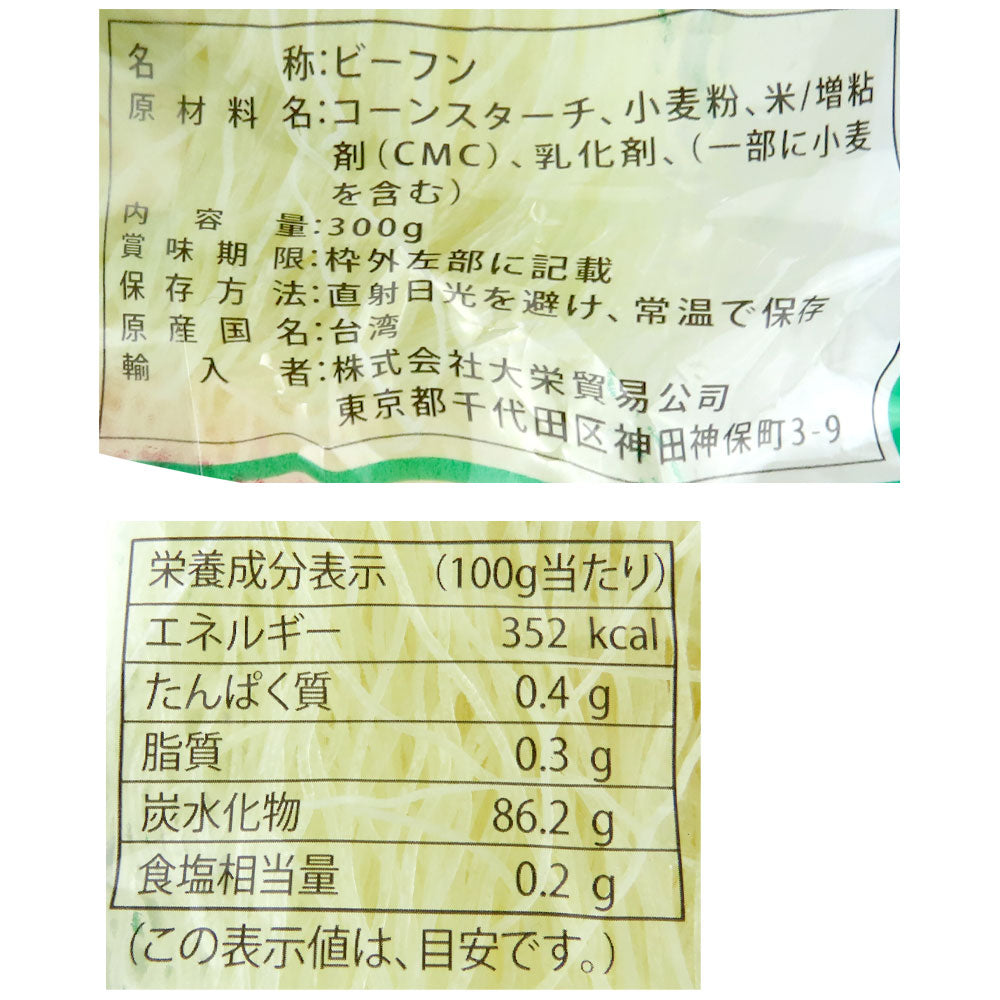 名称:ビーフン
原材料名:コーンスターチ、小麦粉、米/増粘
剤(CMC)、乳化剤、(一部に小麦
を含む)
内容量:300g
賞味期限:枠外左部に記載
保存方法:直射日光を避け、常温で保存
原産国名:台湾
輸入者:株式会社大栄貿易公司
東京都千代田区神田神保町3-9
栄養成分表示 (100g当たり)
エネルギー 352 kcal
たんぱく質 0.4 g
脂質 0.3 g
炭水化物 86.2 g
食塩相当量 0.2 g
(この表示値は、目安です。)